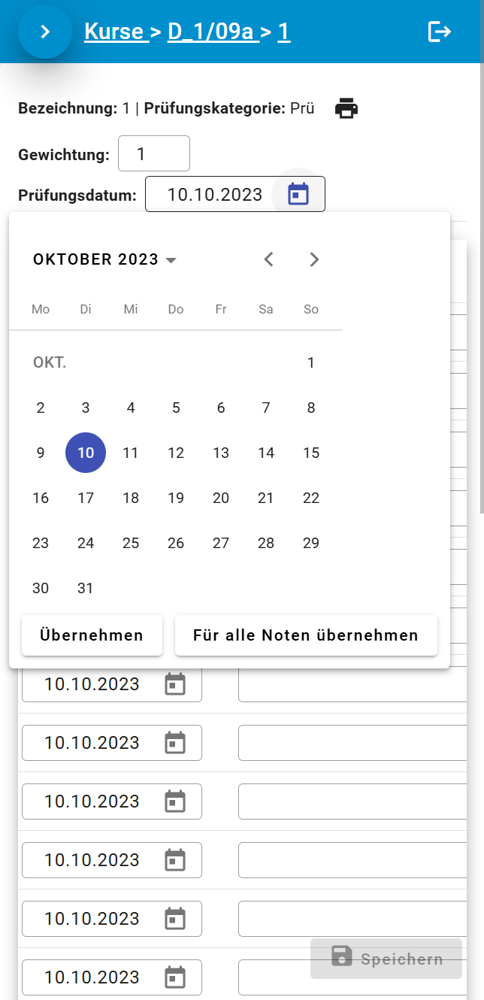 Kurse > D_1/09a > 1
Bezeichnung: 1 | Prüfungskategorie: Prü
Gewichtung: 1
Prüfungsdatum: 10.10.2023
OKTOBER 2023
Mo Di Mi Do Fr Sa So
OKT. 1
2 3 4 5 6 7 8
9 10 11 12 13 14 15
16 17 18 19 20 21 22
23 24 25 26 27 28 29
30 31
Übernehmen Für alle Noten übernehmen
10.10.2023
10.10.2023
10.10.2023
10.10.2023
10.10.2023
Speichern
10.10.2023